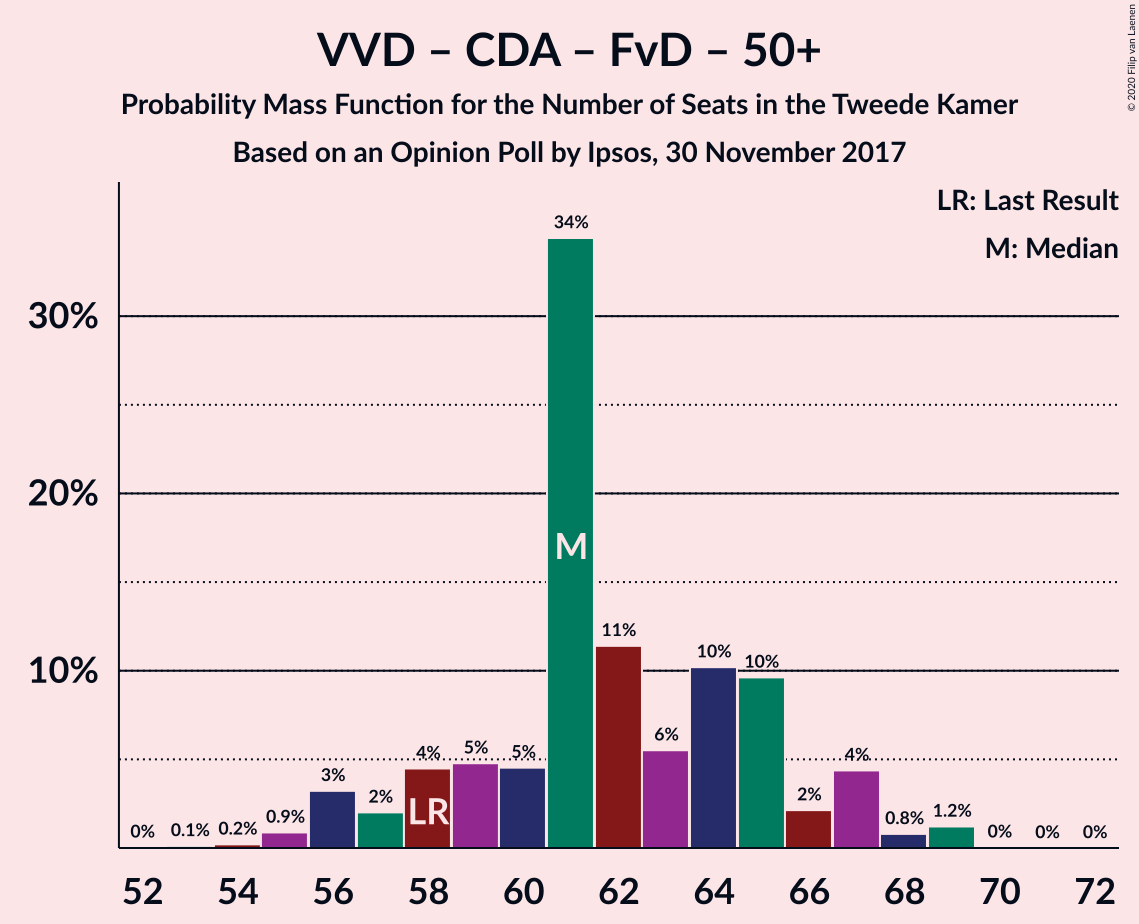 VVD – CDA – FvD – 50+
Probability Mass Function for the Number of Seats in the Tweede Kamer
Based on an Opinion Poll by Ipsos, 30 November 2017
© 2020 Filip van Laenen
LR: Last Result
M: Median
30%
20%
10%
0% 0.1% 0.2% 0.9% 3% 2% 4% 5% 5% 34% 11% 6% 10% 10% 2% 4% 0.8% 1.2% 0% 0% 0%
M
LR
52 54 56 58 60 62 64 66 68 70 72